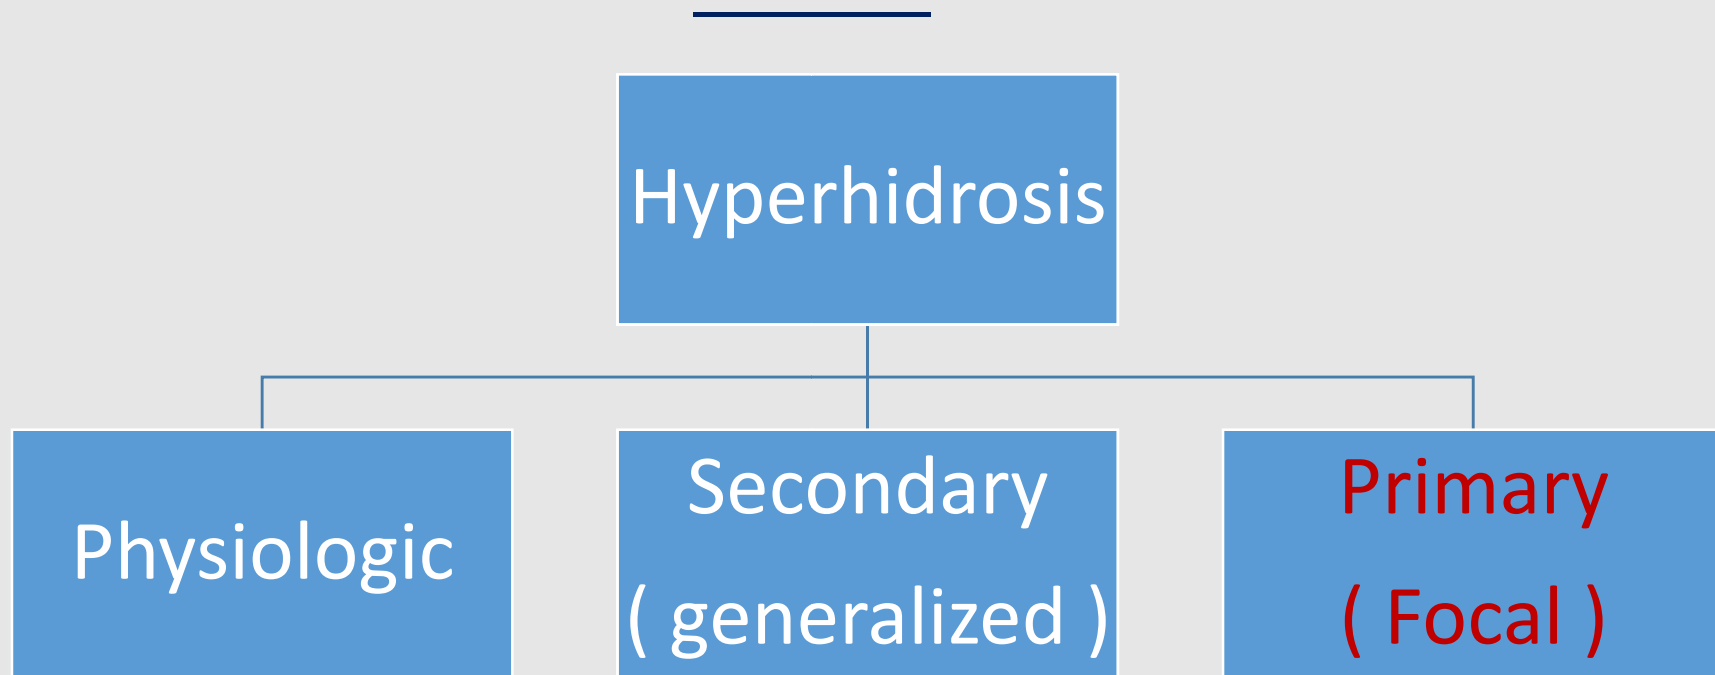 Hyperhidrosis
Physiologic
Secondary
( generalized )
Primary
( Focal )